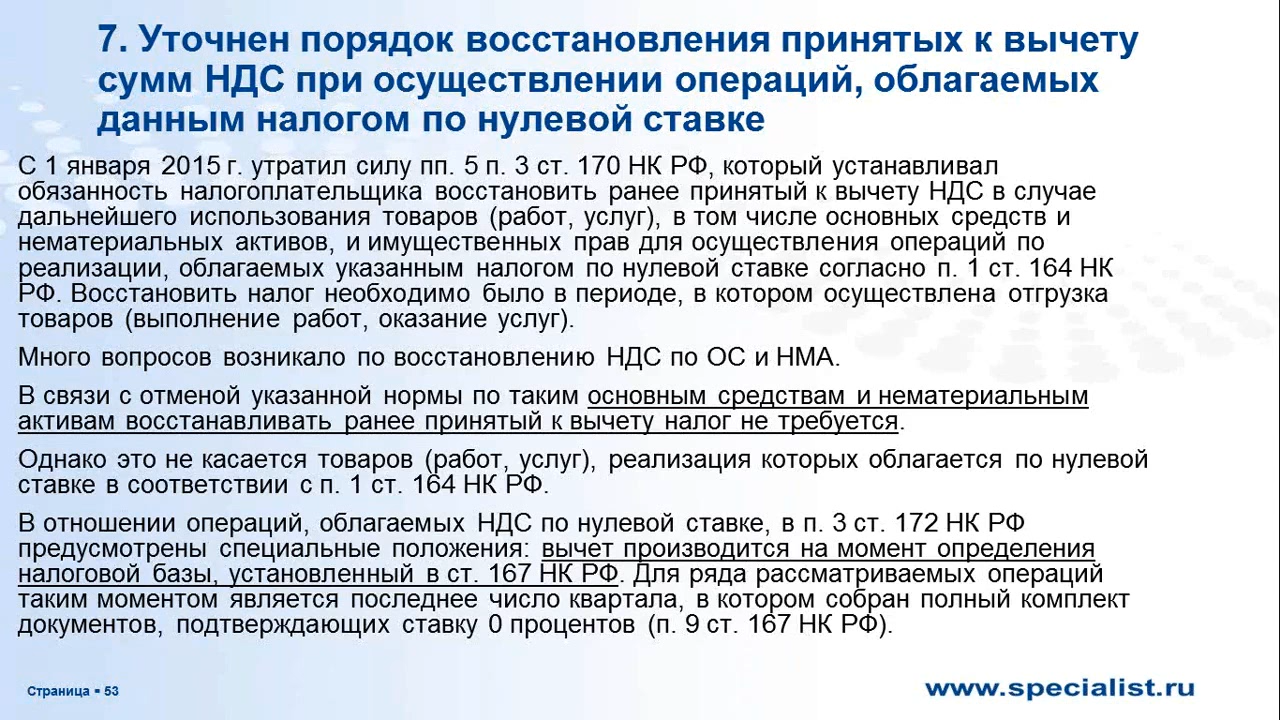 7. Уточнен порядок восстановления принятых к вычету
сумм НДС при осуществлении операций, облагаемых
данным налогом по нулевой ставке
С 1 января 2015 г. утратил силу пп. 5 п. 3 ст. 170 НК РФ, который устанавливал
обязанность налогоплательщика восстановить ранее принятый к вычету НДС в случае
дальнейшего использования товаров (работ, услуг), в том числе основных средств и
нематериальных активов, и имущественных прав для осуществления операций по
реализации, облагаемых указанным налогом по нулевой ставке согласно п. 1 ст. 164 НК
РФ. Восстановить налог необходимо было в периоде, в котором осуществлена отгрузка
товаров (выполнение работ, оказание услуг).
Много вопросов возникало по восстановлению НДС по ОС и НМА.
В связи с отменой указанной нормы по таким основным средствам и нематериальным
активам восстанавливать ранее принятый к вычету налог не требуется.
Однако это не касается товаров (работ, услуг), реализация которых облагается по нулевой
ставке в соответствии с п. 1 ст. 164 НК РФ.
В отношении операций, облагаемых НДС по нулевой ставке, в п. 3 ст. 172 НК РФ
предусмотрены специальные положения: вычет производится на момент определения
налоговой базы, установленный в ст. 167 НК РФ. Для ряда рассматриваемых операций
таким моментом является последнее число квартала, в котором собран полный комплект
документов, подтверждающих ставку 0 процентов (п. 9 ст. 167 НК РФ).
Страница ▪ 53
www.specialist.ru